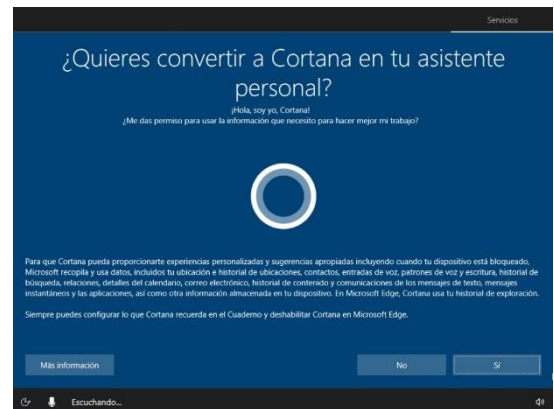 Servicios
¿Quieres convertir a Cortana en tu asistente
personal?
¡Hola, soy yo, Cortana!
¿Me das permiso para usar la información que necesito para hacer mejor mi trabajo?
Para que Cortana pueda proporcionarte experiencias personalizadas y sugerencias apropiadas incluyendo cuando tu dispositivo está bloqueado,
Microsoft recopila y usa datos, incluidos tu ubicación e historial de ubicaciones, contactos, entradas de voz, patrones de voz y escritura, historial de
búsqueda, relaciones, detalles del calendario, correo electrónico, historial de contenido y comunicaciones de los mensajes de texto, mensajes
instantáneos y las aplicaciones, así como otra información almacenada en tu dispositivo. En Microsoft Edge, Cortana usa tu historial de exploración.
Siempre puedes configurar lo que Cortana recuerda en el Cuaderno y deshabilitar Cortana en Microsoft Edge.
Más información
No
Sí
Escuchando...